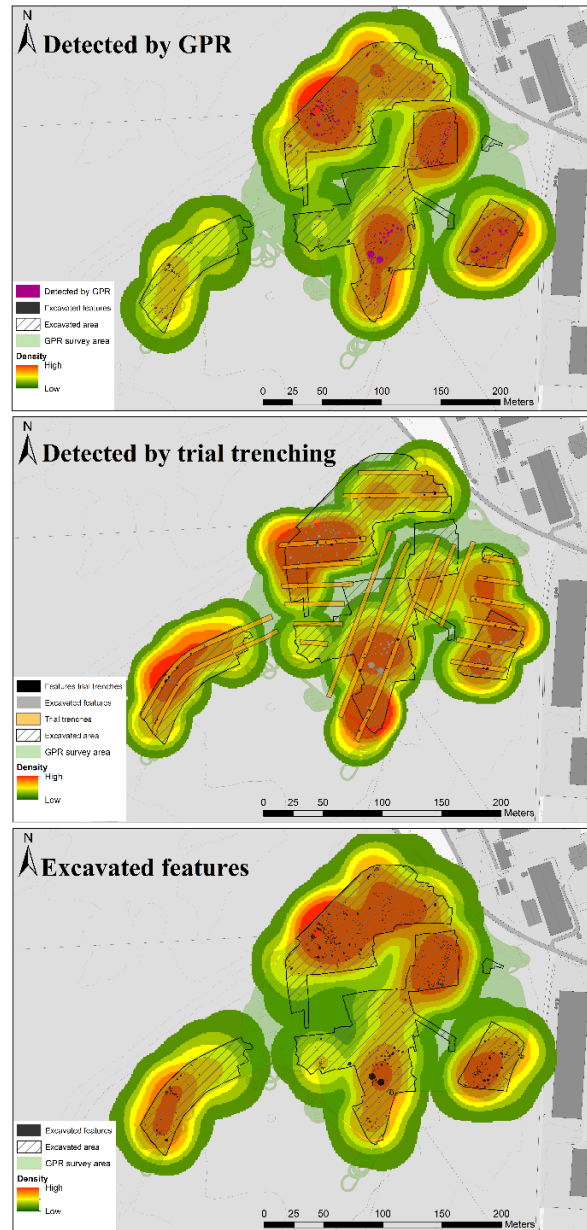 N
Detected by GPR
Detected by GPR
Excavated features
Excavated area
GPR survey area
Density
High
Low
0 25 50 100 150 200
Meters
N
Detected by trial trenching
Features trial trenches
Excavated features
Trial trenches
Excavated area
GPR survey area
Density
High
Low
0 25 50 100 150 200
Meters
N
Excavated features
Excavated features
Excavated area
GPR survey area
Density
High
Low
0 25 50 100 150 200
Meters